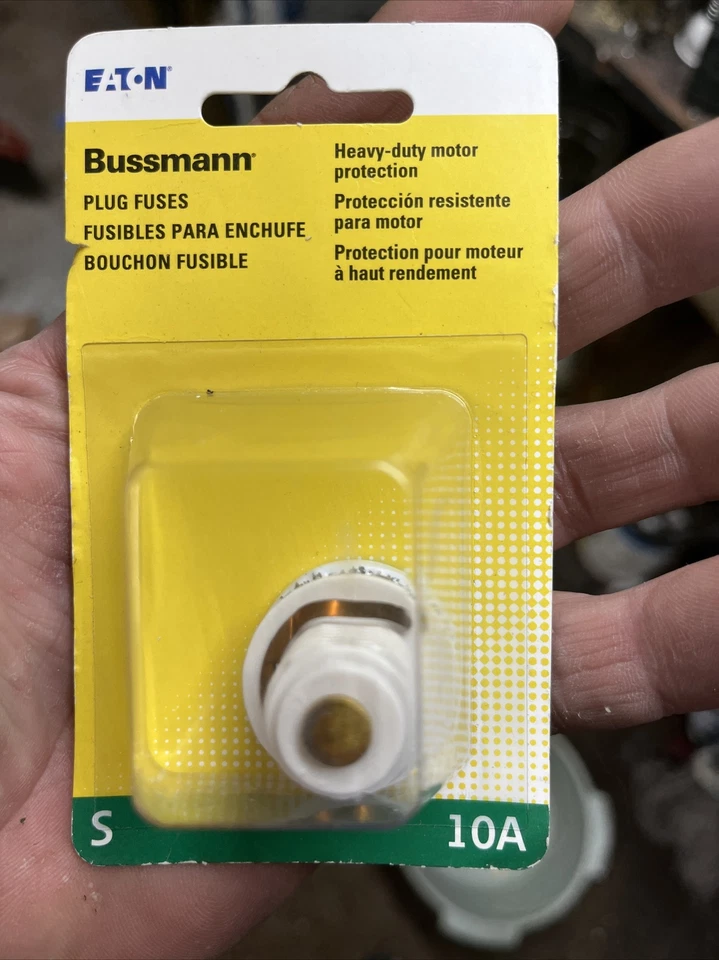 EATON
Bussmann
PLUG FUSES
FUSIBLES PARA ENCHUFE
BOUCHON FUSIBLE
Heavy-duty motor
protection
Protección resistente
para motor
Protection pour moteur
à haut rendement
S
10A